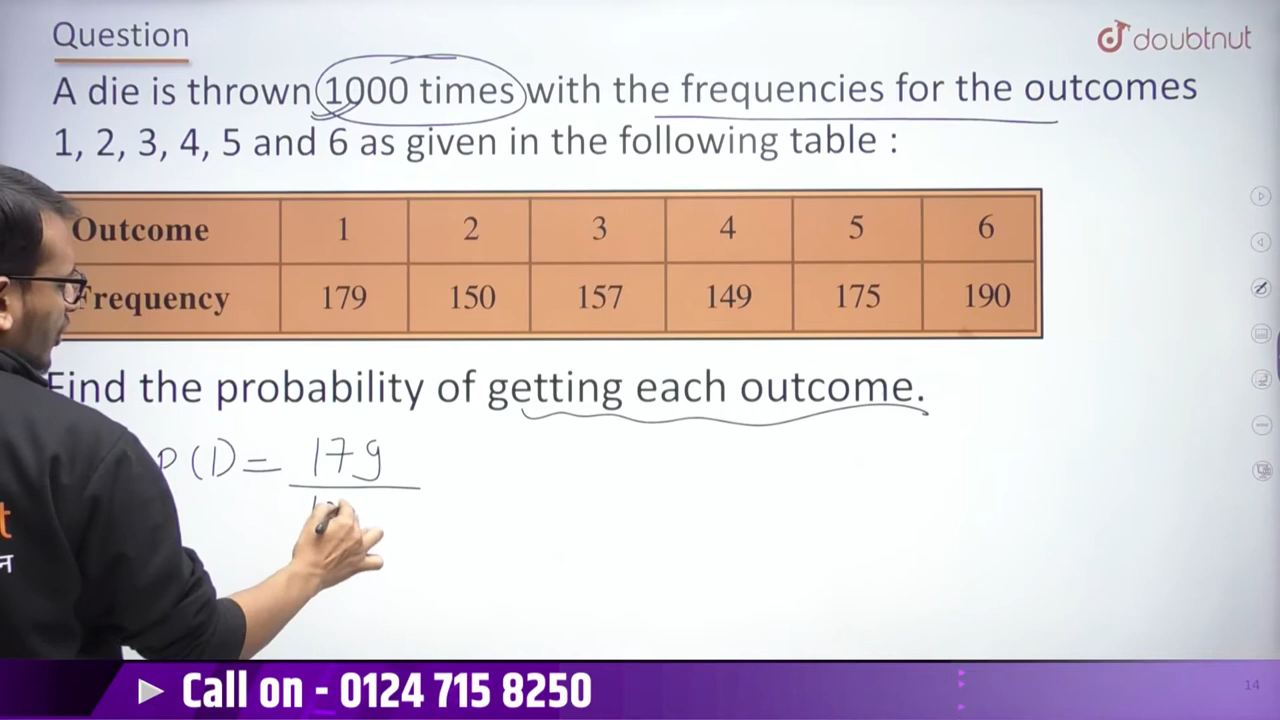 Question
doubtnut
A die is thrown 1000 times with the frequencies for the outcomes
1, 2, 3, 4, 5 and 6 as given in the following table :
Outcome 1 2 3 4 5 6
Frequency 179 150 157 149 175 190
Find the probability of getting each outcome.
P(1) = 179
t
न
Call on - 0124 715 8250
14